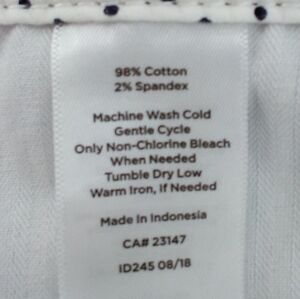 98% Cotton
2% Spandex
Machine Wash Cold
Gentle Cycle
Only Non-Chlorine Bleach
When Needed
Tumble Dry Low
Warm Iron, if Needed
Made In Indonesia
CA# 23147
ID245 08/18